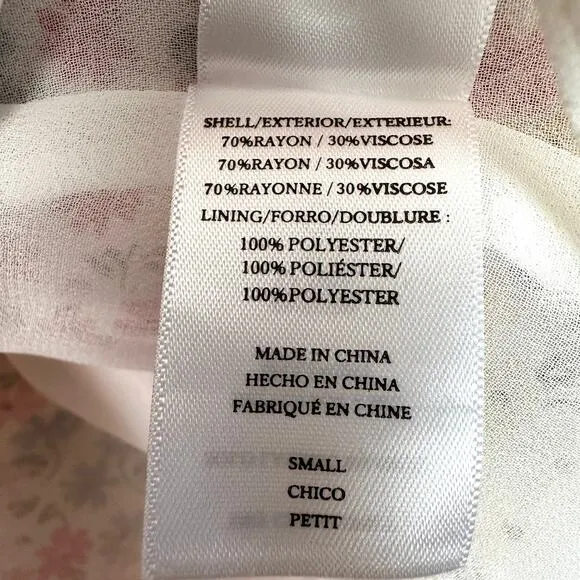 SHELL/EXTERIOR/EXTERIEUR:
70%RAYON / 30%VISCOSE
70%RAYON / 30%VISCOSA
70%RAYONNE / 30%VISCOSE
LINING/FORRO/DOUBLURE :
100% POLYESTER/
100% POLIÉSTER/
100%POLYESTER
MADE IN CHINA
HECHO EN CHINA
FABRIQUÉ EN CHINE
SMALL
CHICO
PETIT